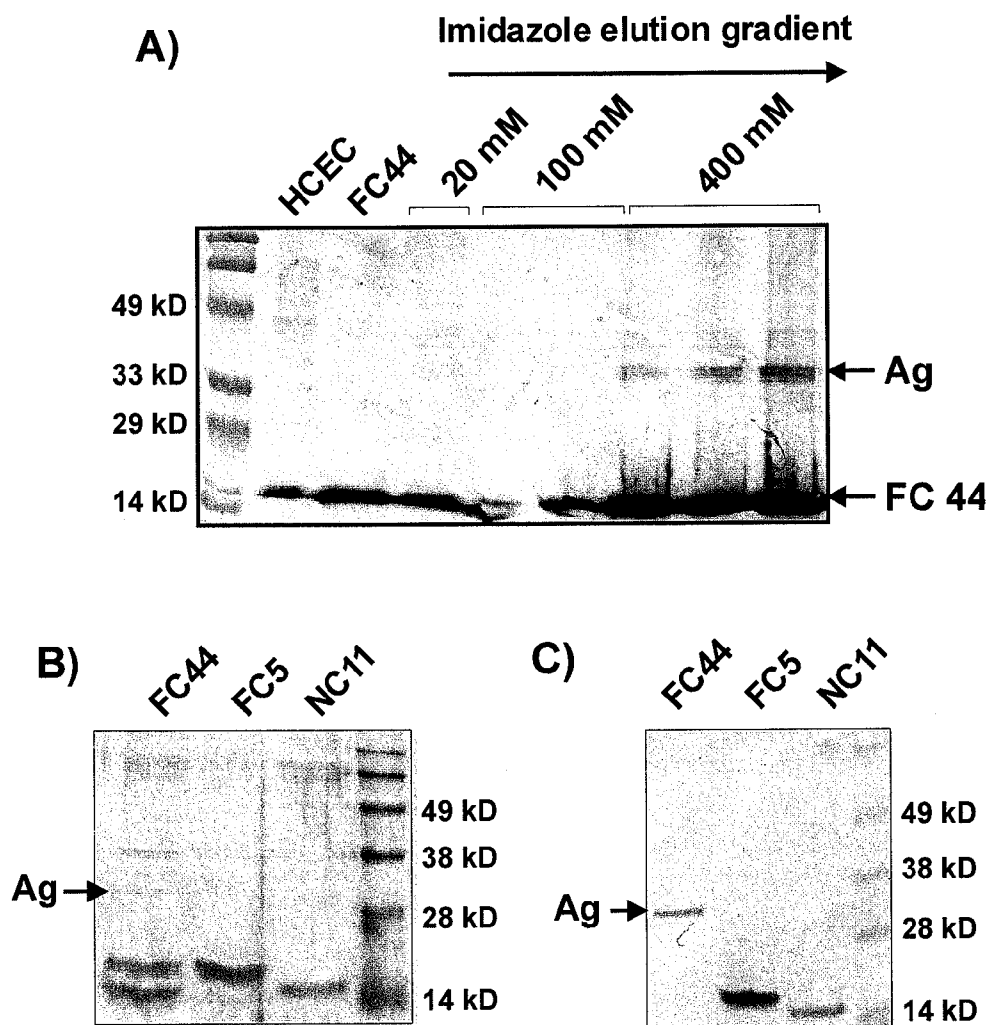 A)
Imidazole elution gradient
HCEC
FC44
20 mM
100 mM
400 mM
49 kD
33 kD
29 kD
14 kD
Ag
FC 44
B)
FC44
FC5
NC11
Ag
49 kD
38 kD
28 kD
14 kD
C)
FC44
FC5
NC11
Ag
49 kD
38 kD
28 kD
14 kD